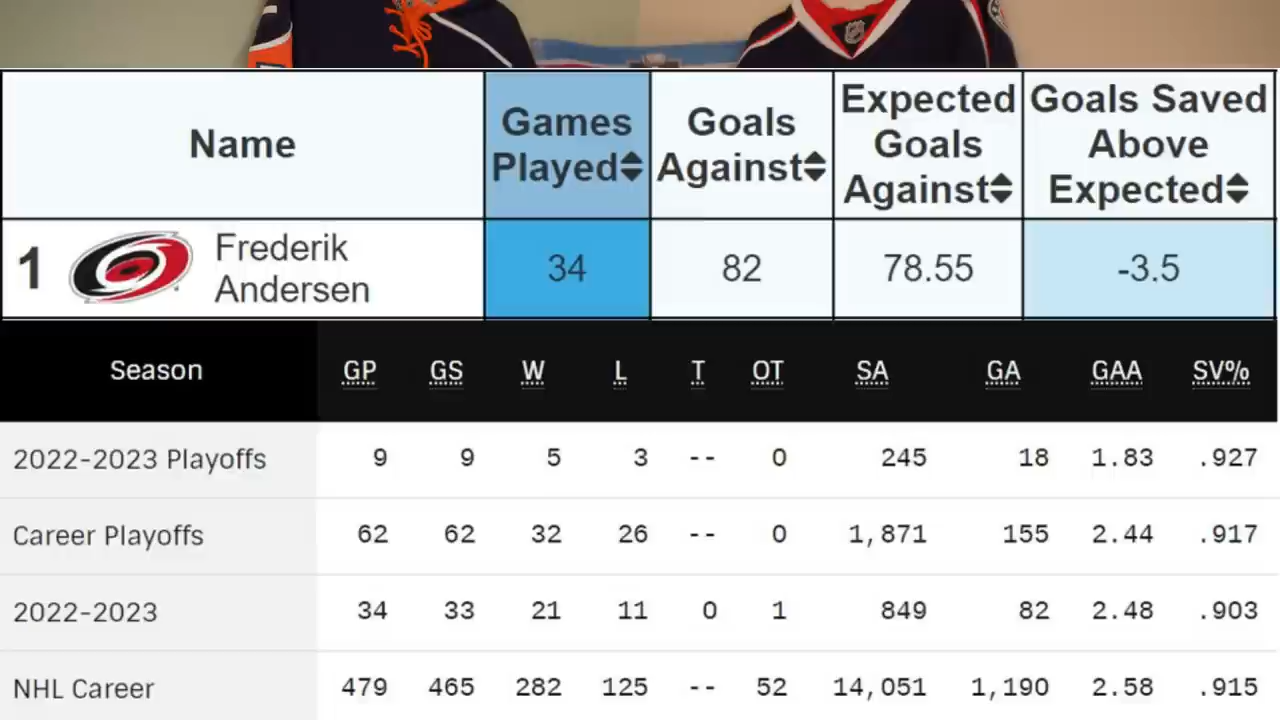 Name Games Played Goals Against Expected Goals Against Goals Saved Above Expected
1 Frederik Andersen 34 82 78.55 -3.5
Season GP GS W L T OT SA GA GAA SV%
2022-2023 Playoffs 9 9 5 3 -- 0 245 18 1.83 .927
Career Playoffs 62 62 32 26 -- 0 1,871 155 2.44 .917
2022-2023 34 33 21 11 0 1 849 82 2.48 .903
NHL Career 479 465 282 125 -- 52 14,051 1,190 2.58 .915